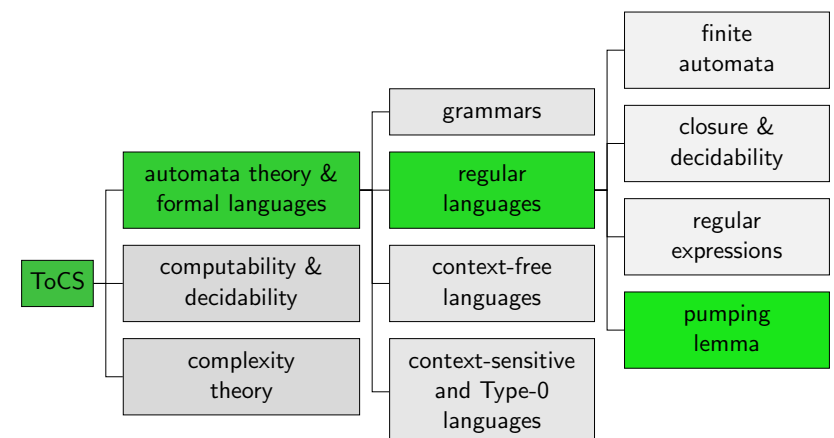 ToCS
automata theory &
formal languages
computability &
decidability
complexity
theory
grammars
regular
languages
context-free
languages
context-sensitive
and Type-0
languages
finite
automata
closure &
decidability
regular
expressions
pumping
lemma